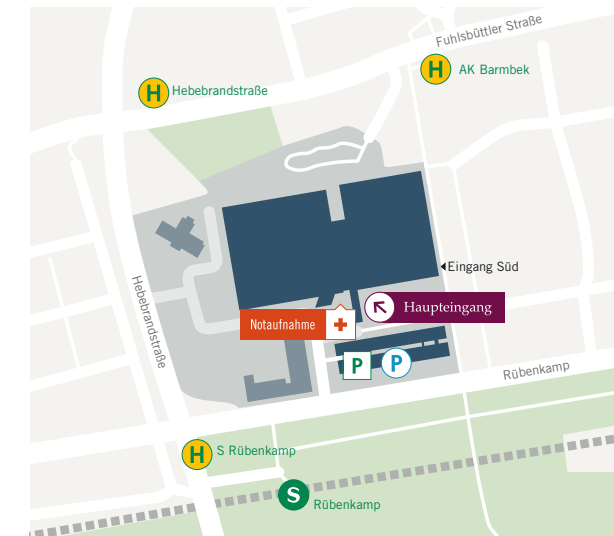 Fuhlsbüttler Straße
H AK Barmbek
H Hebebrandstraße
Eingang Süd
Hebebrandstraße
Haupteingang
Notaufnahme
P P
Rübenkamp
H S Rübenkamp
S Rübenkamp